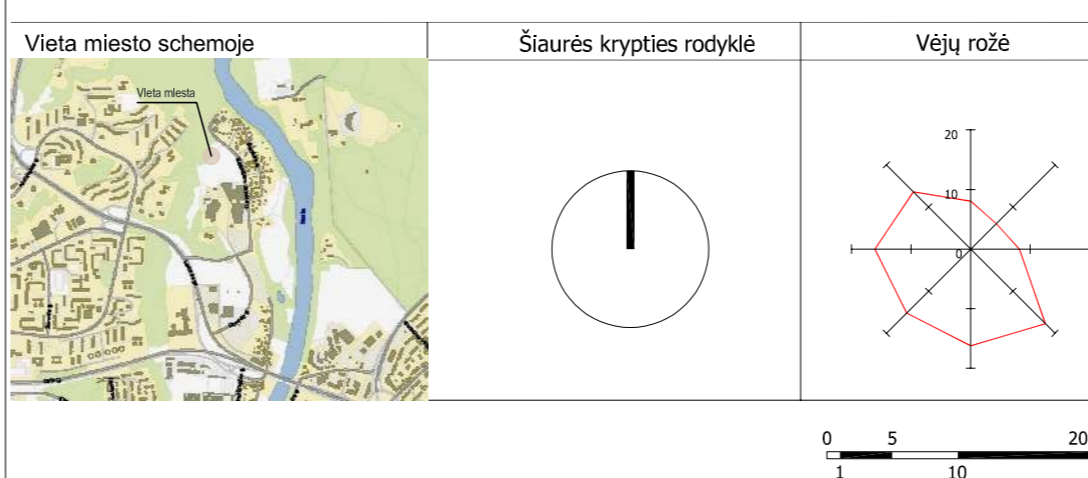 Vieta miesto schemoje
Šiaurės krypties rodyklė
Vėjų rožė
Vieta miesta
20
10
0
0 5 20
1 10